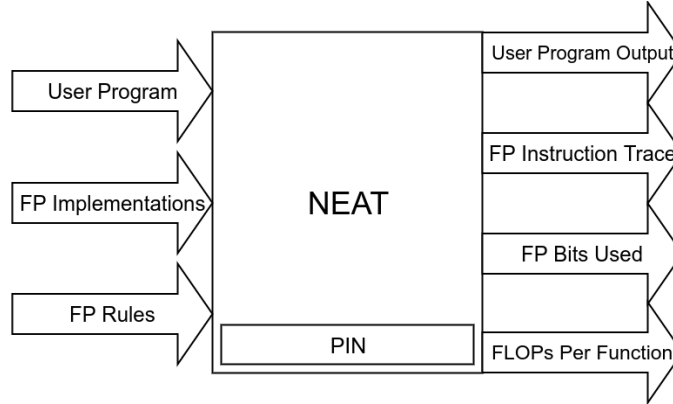 User Program
FP Implementations
FP Rules
NEAT
PIN
User Program Output
FP Instruction Trace
FP Bits Used
FLOPs Per Function